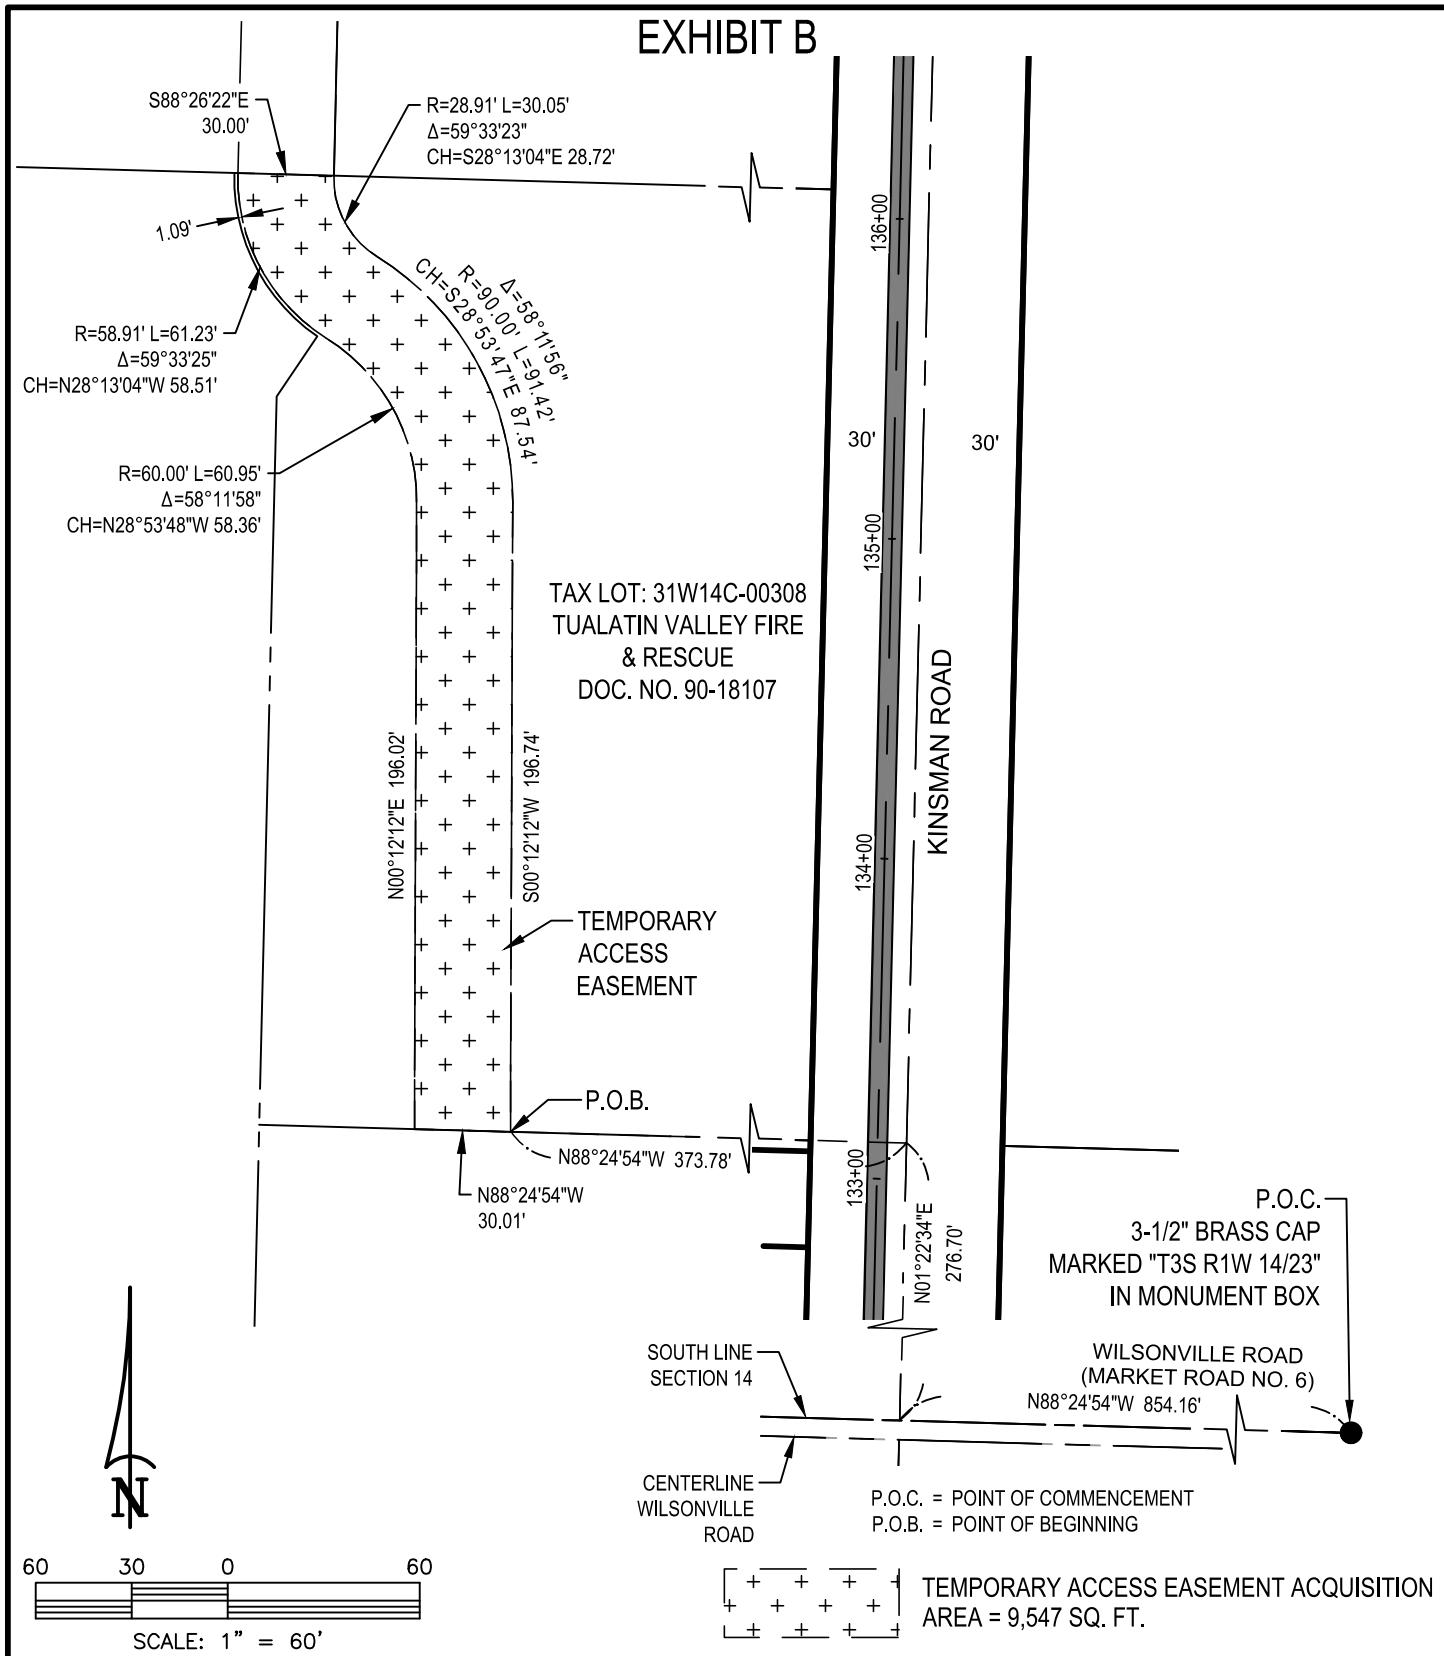 EXHIBIT B
S88°26'22"E
30.00'
R=28.91' L=30.05'
Δ=59°33'23"
CH=S28°13'04"E 28.72'
1.09'
136+00
Δ=58°11'56"
R=90.00' L=91.42'
CH=S28°53'47"E 87.54'
R=58.91' L=61.23'
Δ=59°33'25"
CH=N28°13'04"W 58.51'
30'
30'
R=60.00' L=60.95'
Δ=58°11'58"
CH=N28°53'48"W 58.36'
135+00
TAX LOT: 31W14C-00308
TUALATIN VALLEY FIRE
& RESCUE
DOC. NO. 90-18107
KINSMAN ROAD
N00°12'12"E 196.02'
S00°12'12"W 196.74'
134+00
TEMPORARY
ACCESS
EASEMENT
P.O.B.
N88°24'54"W 373.78'
133+00
N88°24'54"W
30.01'
N01°22'34"E
276.70'
P.O.C.
3-1/2" BRASS CAP
MARKED "T3S R1W 14/23"
IN MONUMENT BOX
SOUTH LINE
SECTION 14
WILSONVILLE ROAD
(MARKET ROAD NO. 6)
N88°24'54"W 854.16'
CENTERLINE
WILSONVILLE
ROAD
P.O.C. = POINT OF COMMENCEMENT
P.O.B. = POINT OF BEGINNING
N
60 30 0 60
SCALE: 1" = 60'
TEMPORARY ACCESS EASEMENT ACQUISITION
AREA = 9,547 SQ. FT.